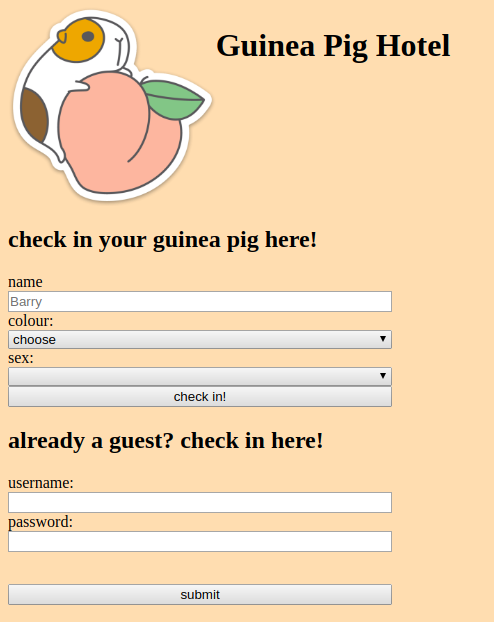 Guinea Pig Hotel
check in your guinea pig here!
name
Barry
colour:
choose
sex:
check in!
already a guest? check in here!
username:
password:
submit